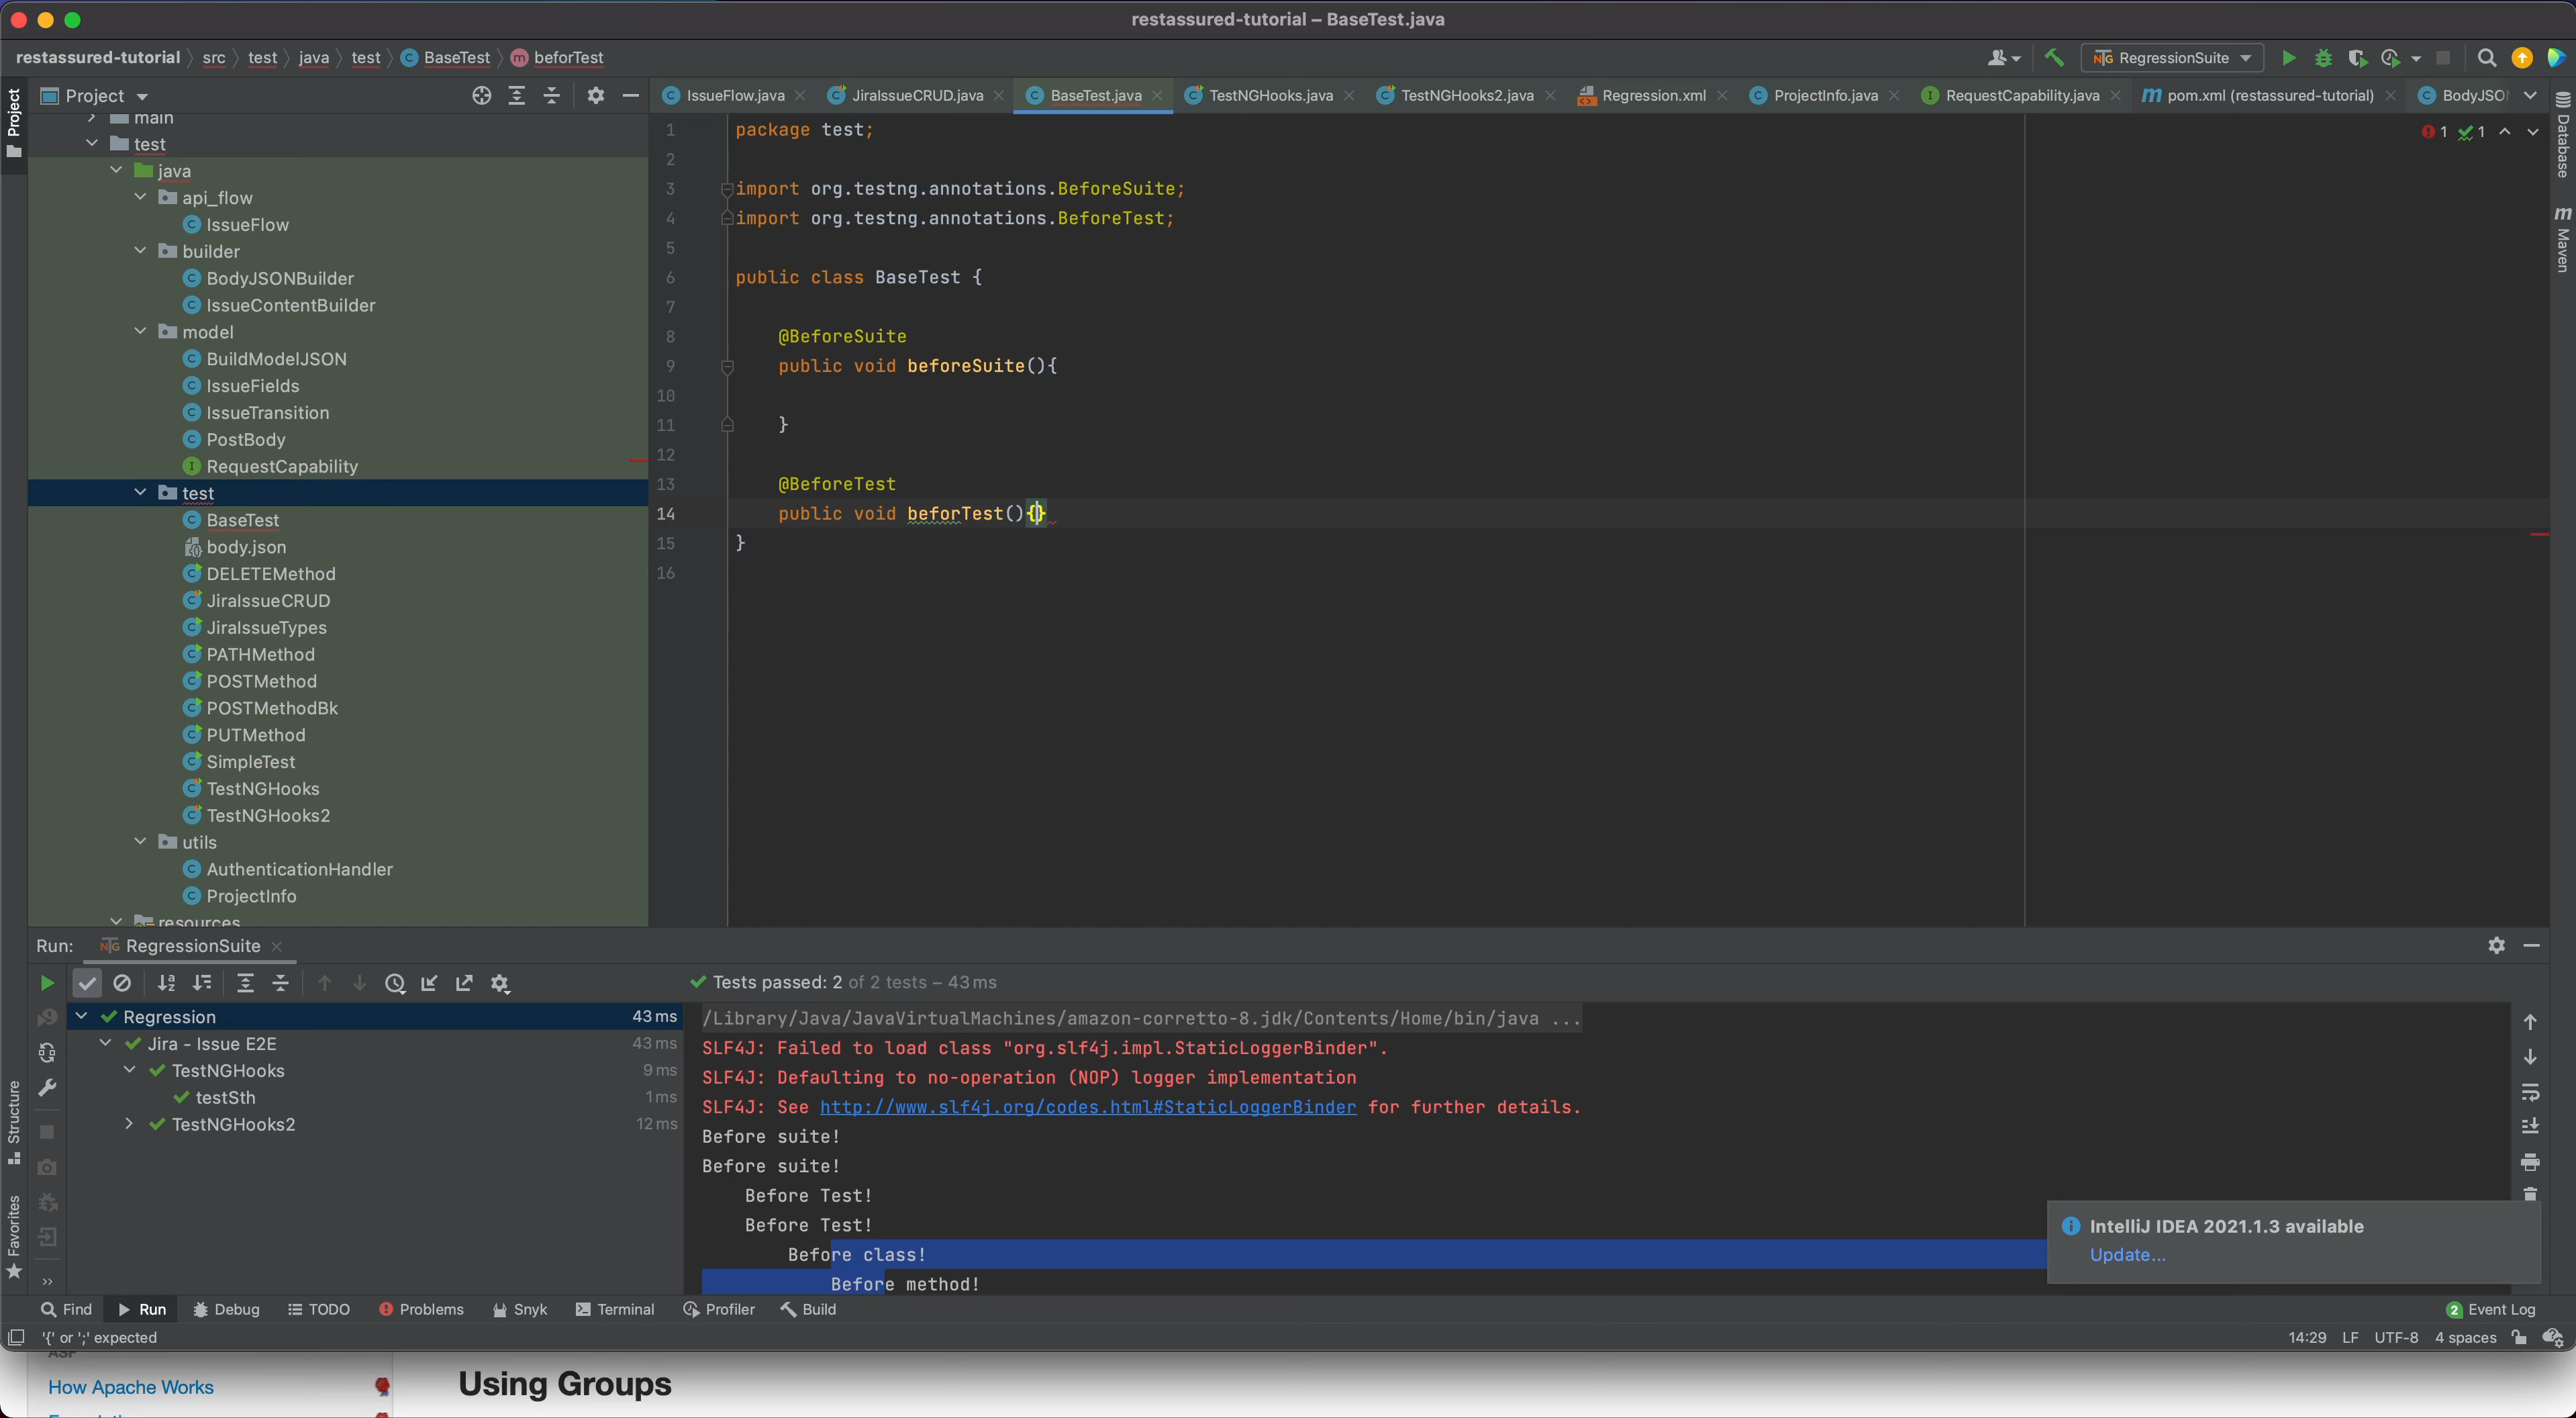 restassured-tutorial – BaseTest.java
restassured-tutorial src test java test BaseTest beforTest
RegressionSuite
Project
IssueFlow.java JiraIssueCRUD.java BaseTest.java TestNGHooks.java TestNGHooks2.java Regression.xml ProjectInfo.java RequestCapability.java pom.xml (restassured-tutorial)
Project
Structure
Favorites
main
test
java
api_flow
IssueFlow
builder
BodyJSONBuilder
IssueContentBuilder
model
BuildModelJSON
IssueFields
IssueTransition
PostBody
RequestCapability
test
BaseTest
body.json
DELETEMethod
JiraIssueCRUD
JiraIssueTypes
PATHMethod
POSTMethod
POSTMethodBk
PUTMethod
SimpleTest
TestNGHooks
TestNGHooks2
utils
AuthenticationHandler
ProjectInfo
resources
1 package test;
2
3 import org.testng.annotations.BeforeSuite;
4 import org.testng.annotations.BeforeTest;
5
6 public class BaseTest {
7
8 @BeforeSuite
9 public void beforeSuite(){
10
11 }
12
13 @BeforeTest
14 public void beforTest(){}
15 }
16
1 1
Database
Maven
Run: RegressionSuite
Tests passed: 2 of 2 tests – 43 ms
Regression 43 ms
Jira - Issue E2E 43 ms
TestNGHooks 9 ms
testSth 1 ms
TestNGHooks2 12 ms
/Library/Java/JavaVirtualMachines/amazon-corretto-8.jdk/Contents/Home/bin/java ...
SLF4J: Failed to load class "org.slf4j.impl.StaticLoggerBinder".
SLF4J: Defaulting to no-operation (NOP) logger implementation
SLF4J: See http://www.slf4j.org/codes.html#StaticLoggerBinder for further details.
Before suite!
Before suite!
Before Test!
Before Test!
Before class!
Before method!
IntelliJ IDEA 2021.1.3 available
Update...
Find Run Debug TODO Problems Snyk Terminal Profiler Build
2 Event Log
'{' or ';' expected
14:29 LF UTF-8 4 spaces
How Apache Works
Using Groups